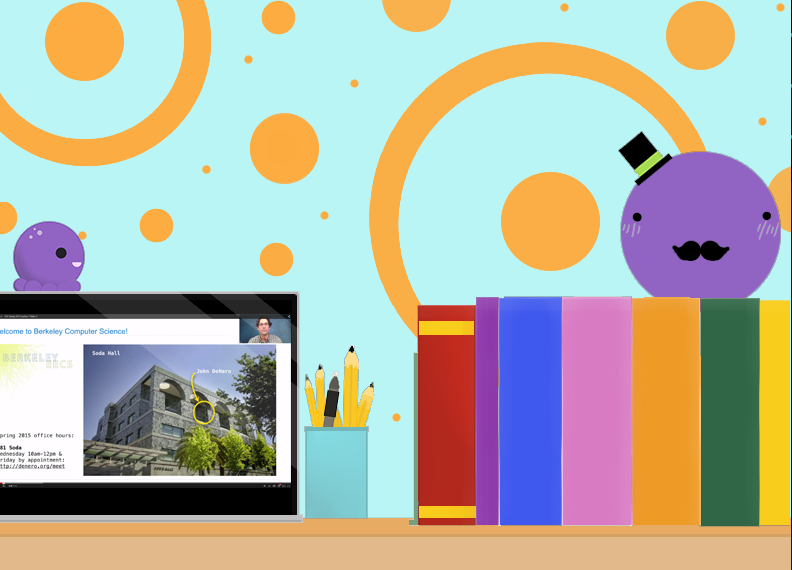 elcome to Berkeley Computer Science!
Soda Hall
BERKELEY
EECS
John DeNero
pring 2015 office hours:
81 Soda
ednesday 10am-12pm &
riday by appointment:
ttp://denero.org/meet